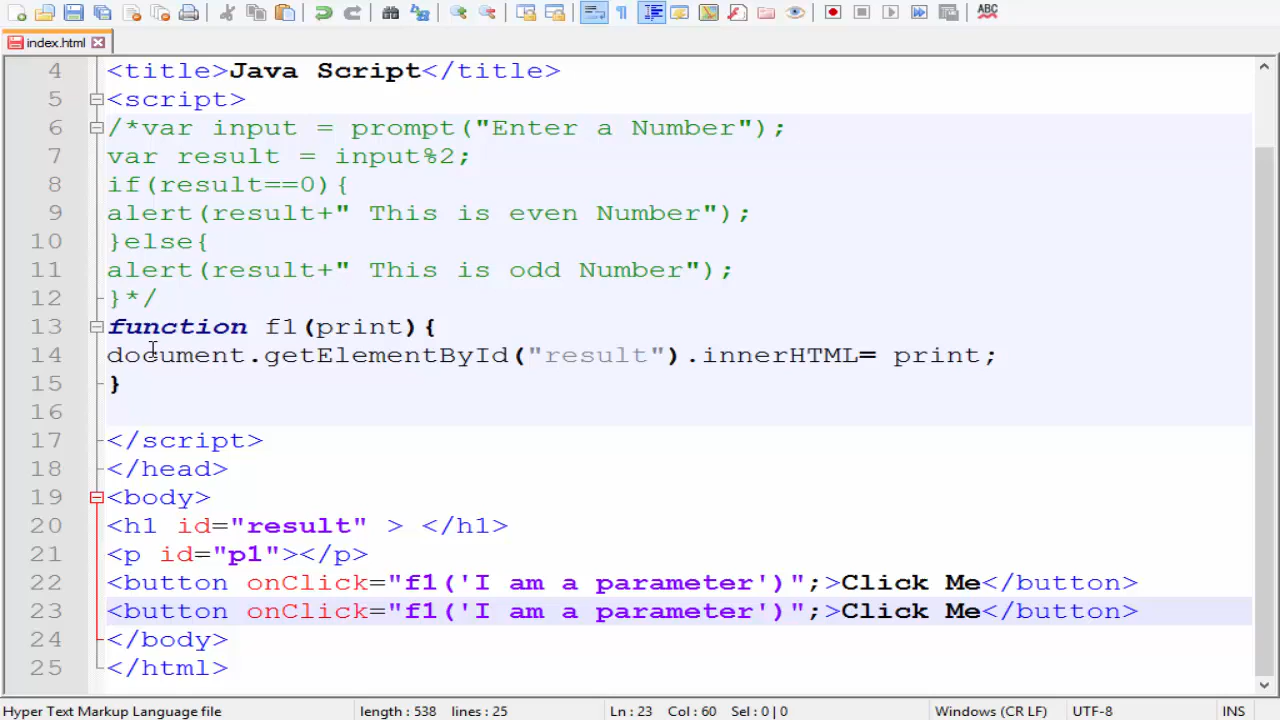 ABC
index.html
4 <title>Java Script</title>
5 <script>
6 /*var input = prompt("Enter a Number");
7 var result = input%2;
8 if(result==0){
9 alert(result+" This is even Number");
10 }else{
11 alert(result+" This is odd Number");
12 }*/
13 function f1(print){
14 document.getElementById("result").innerHTML= print;
15 }
16
17 </script>
18 </head>
19 <body>
20 <h1 id="result" > </h1>
21 <p id="p1"></p>
22 <button onClick="f1('I am a parameter')";>Click Me</button>
23 <button onClick="f1('I am a parameter')";>Click Me</button>
24 </body>
25 </html>
Hyper Text Markup Language file length : 538 lines : 25 Ln : 23 Col : 60 Sel : 0 | 0 Windows (CR LF) UTF-8 INS